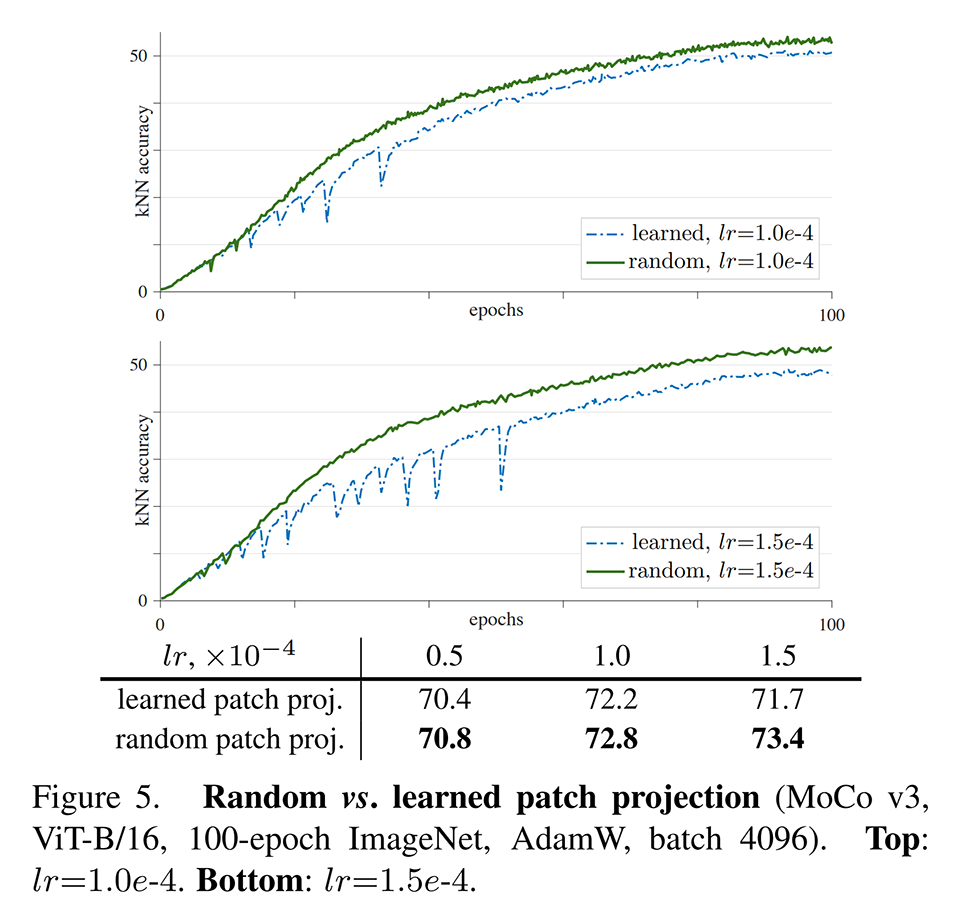 50
kNN accuracy
learned, lr=1.0e-4
random, lr=1.0e-4
0
0
epochs
100
50
kNN accuracy
learned, lr=1.5e-4
random, lr=1.5e-4
0
0
epochs
100
lr, ×10⁻⁴ 0.5 1.0 1.5
learned patch proj. 70.4 72.2 71.7
random patch proj. 70.8 72.8 73.4
Figure 5. Random vs. learned patch projection (MoCo v3,
ViT-B/16, 100-epoch ImageNet, AdamW, batch 4096). Top:
lr=1.0e-4. Bottom: lr=1.5e-4.